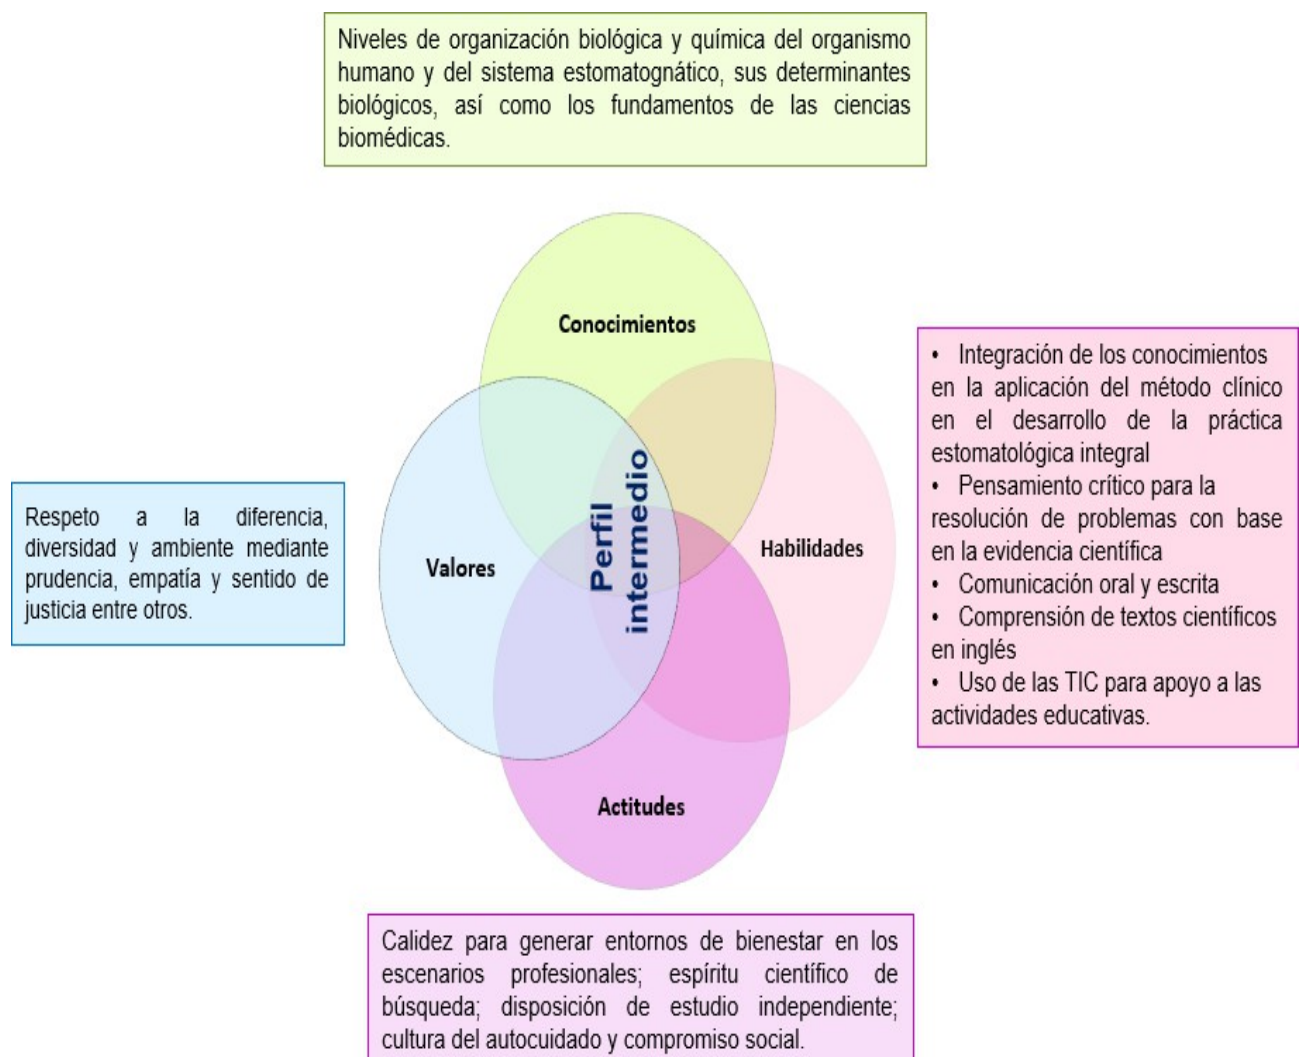 Niveles de organización biológica y química del organismo
humano y del sistema estomatognático, sus determinantes
biológicos, así como los fundamentos de las ciencias
biomédicas.
Conocimientos
Respeto a la diferencia,
diversidad y ambiente mediante
prudencia, empatía y sentido de
justicia entre otros.
Valores
Perfil
intermedio
Habilidades
• Integración de los conocimientos
en la aplicación del método clínico
en el desarrollo de la práctica
estomatológica integral
• Pensamiento crítico para la
resolución de problemas con base
en la evidencia científica
• Comunicación oral y escrita
• Comprensión de textos científicos
en inglés
• Uso de las TIC para apoyo a las
actividades educativas.
Actitudes
Calidez para generar entornos de bienestar en los
escenarios profesionales; espíritu científico de
búsqueda; disposición de estudio independiente;
cultura del autocuidado y compromiso social.